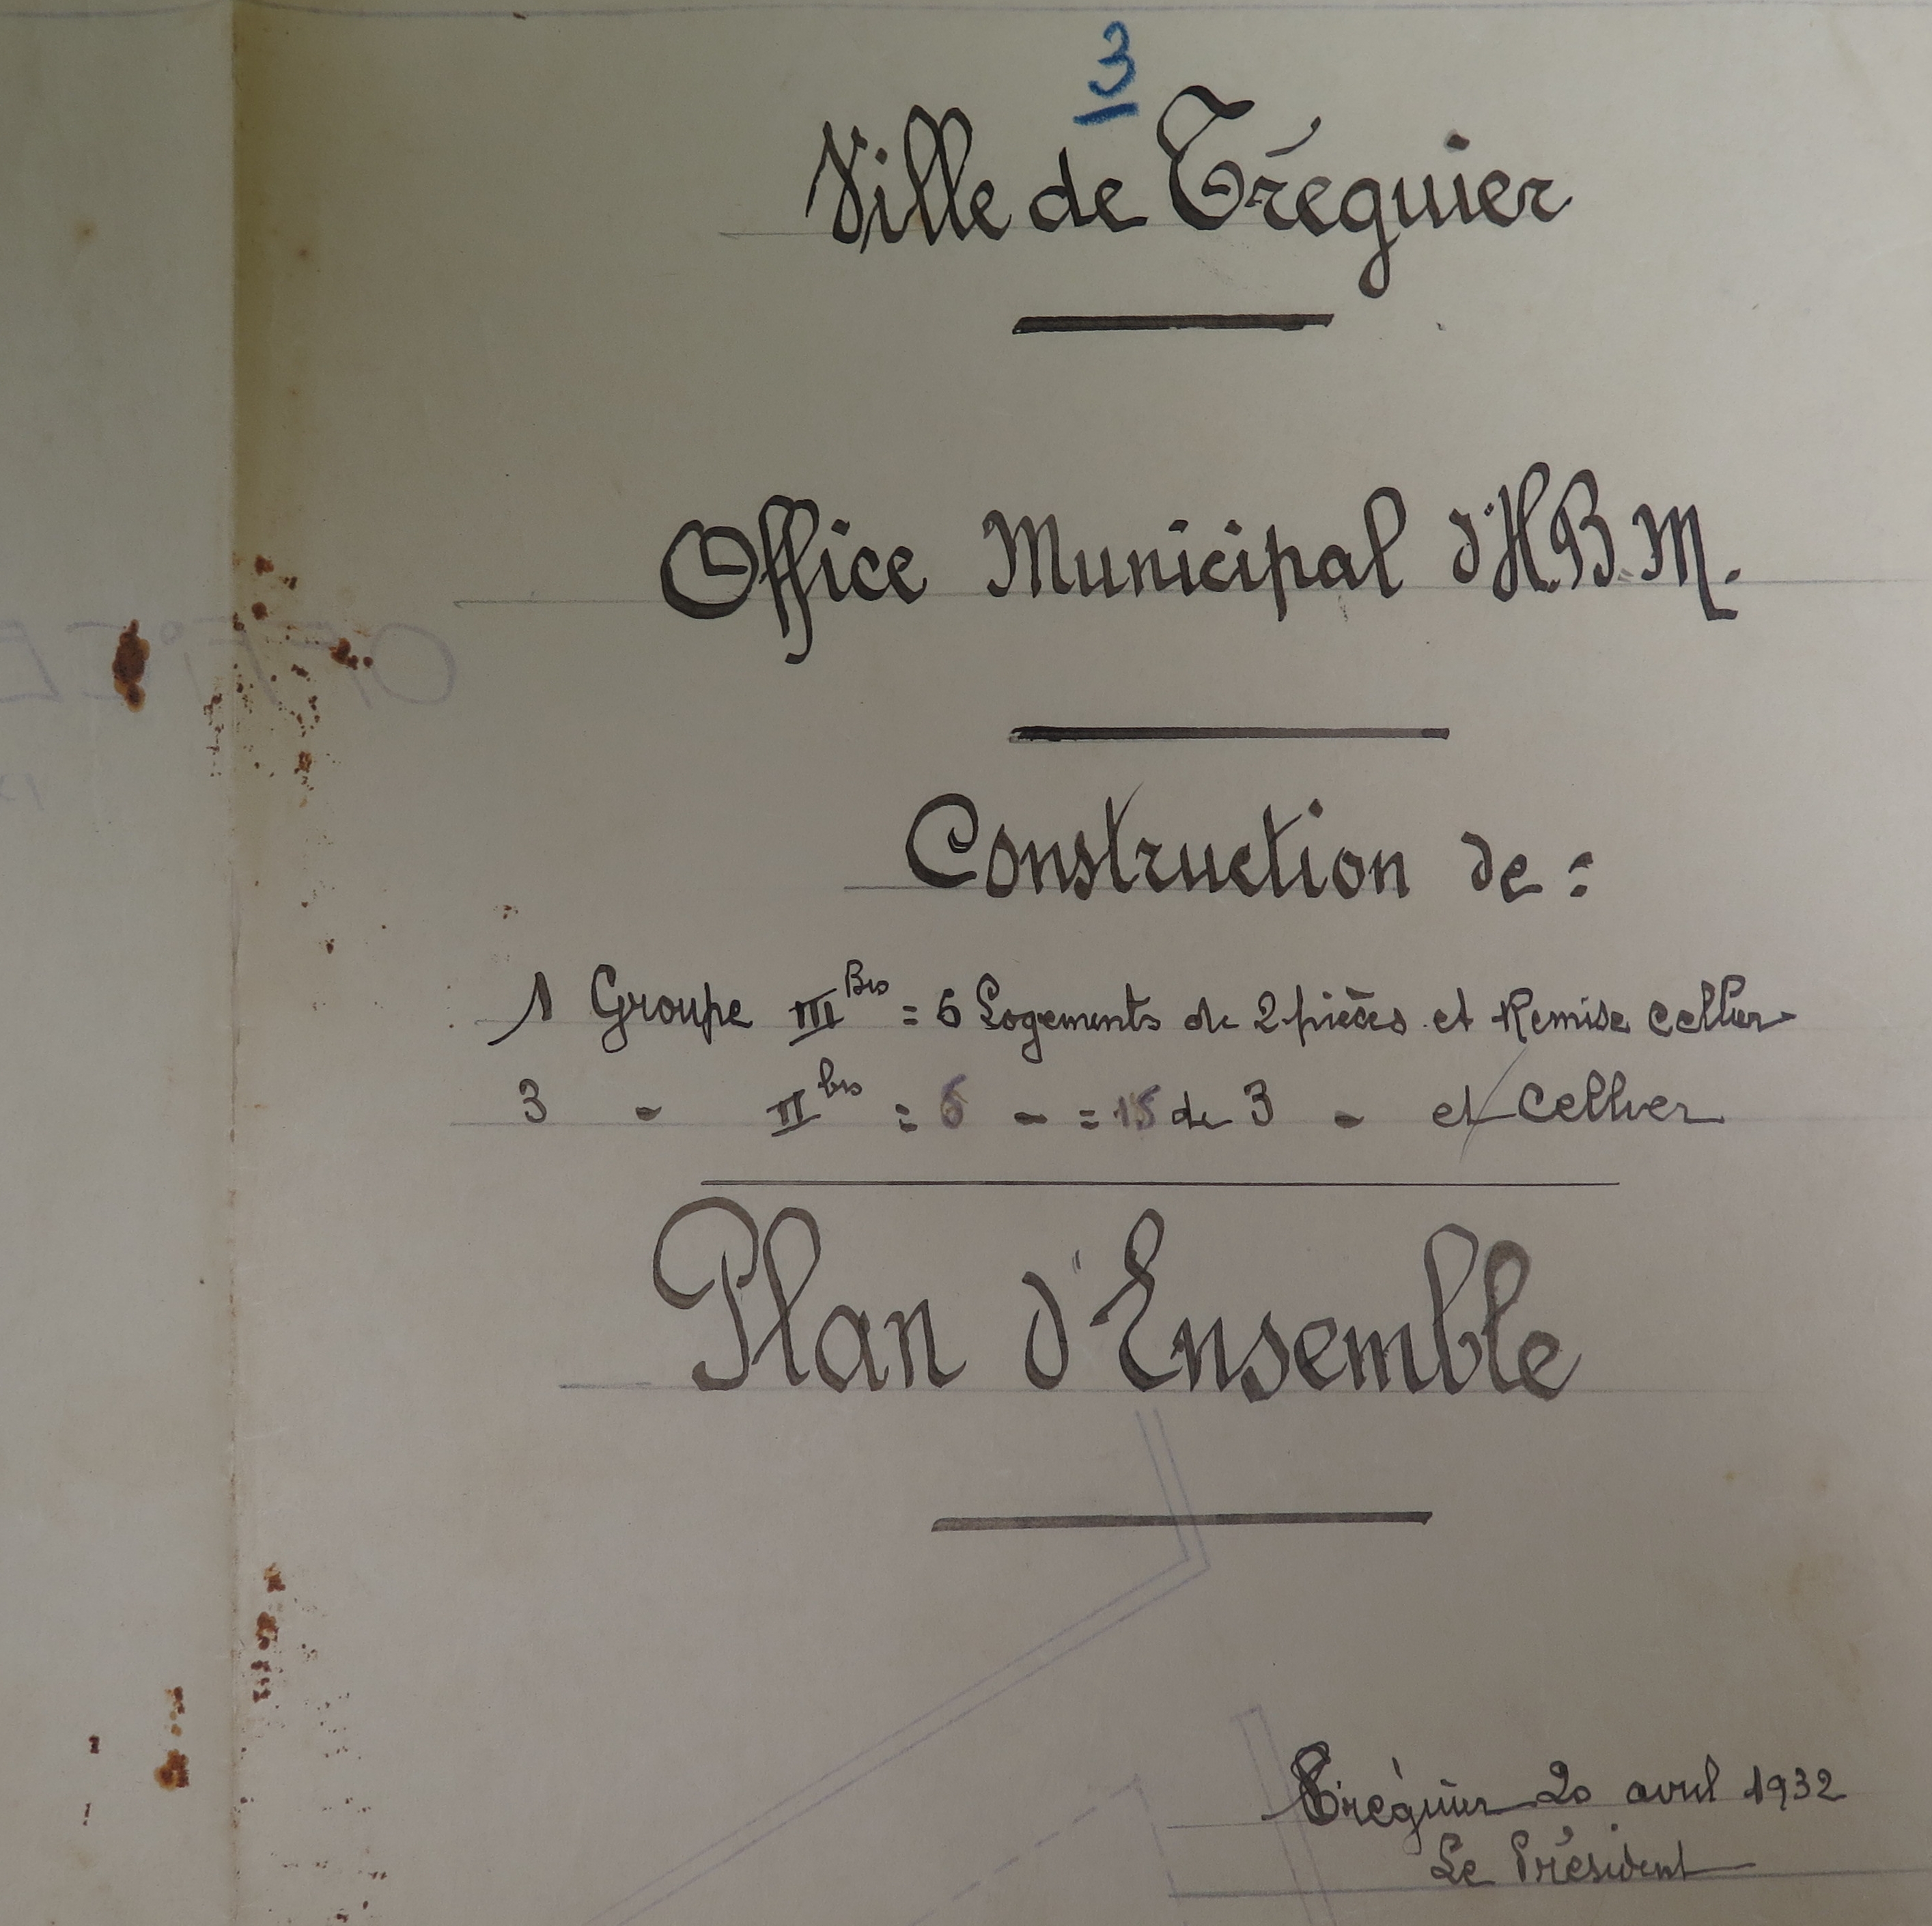 3
Ville de Tréguier
Office Municipal d'H.B.M.
Construction de :
1 Groupe III Bis = 6 Logements de 2 pièces et Remise cellier
3 - II bis = - = 15 de 3 - et Cellier
Plan d'Ensemble
Tréguier 20 avril 1932
Le Président
OFFICE